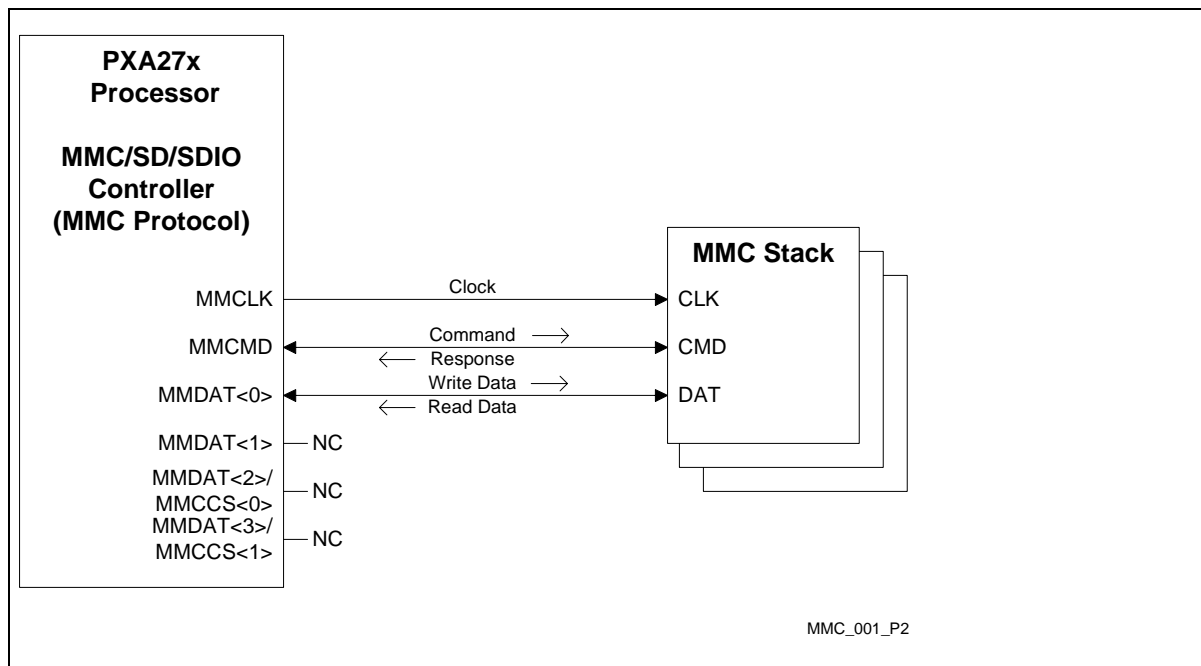 PXA27x
Processor
MMC/SD/SDIO
Controller
(MMC Protocol)
MMC Stack
MMCLK
Clock
CLK
MMCMD
Command
Response
CMD
MMDAT<0>
Write Data
Read Data
DAT
MMDAT<1>
NC
MMDAT<2>/
MMCCS<0>
NC
MMDAT<3>/
MMCCS<1>
NC
MMC_001_P2